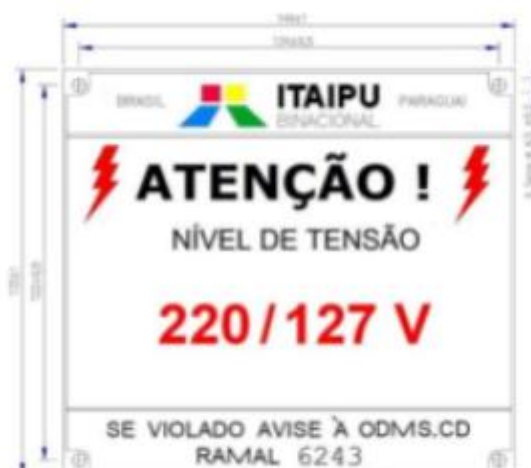 BRASIL ITAIPU PARAGUAI
BINACIONAL
ATENÇÃO !
NÍVEL DE TENSÃO
220/127 V
SE VIOLADO AVISE À ODMS.CD
RAMAL 6243